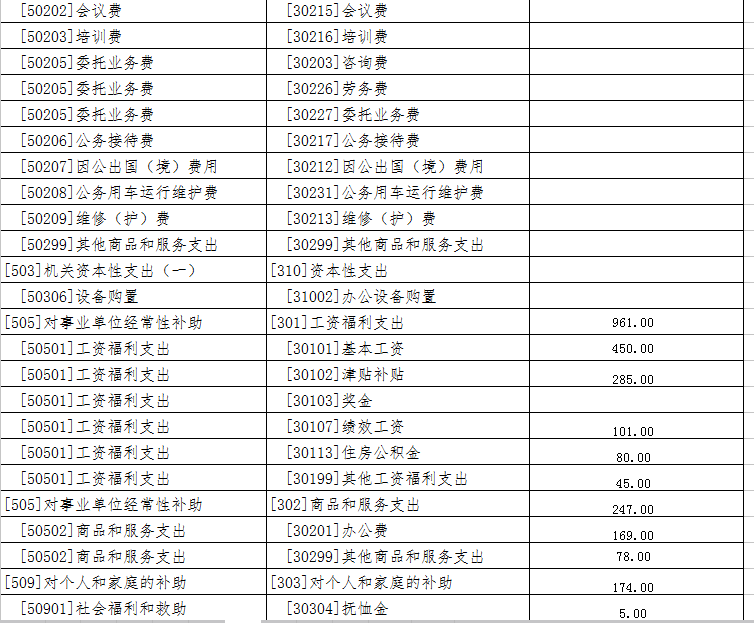 [50202]会议费 [30215]会议费
[50203]培训费 [30216]培训费
[50205]委托业务费 [30203]咨询费
[50205]委托业务费 [30226]劳务费
[50205]委托业务费 [30227]委托业务费
[50206]公务接待费 [30217]公务接待费
[50207]因公出国（境）费用 [30212]因公出国（境）费用
[50208]公务用车运行维护费 [30231]公务用车运行维护费
[50209]维修（护）费 [30213]维修（护）费
[50299]其他商品和服务支出 [30299]其他商品和服务支出
[503]机关资本性支出（一） [310]资本性支出
[50306]设备购置 [31002]办公设备购置
[505]对事业单位经常性补助 [301]工资福利支出 961.00
[50501]工资福利支出 [30101]基本工资 450.00
[50501]工资福利支出 [30102]津贴补贴 285.00
[50501]工资福利支出 [30103]奖金
[50501]工资福利支出 [30107]绩效工资 101.00
[50501]工资福利支出 [30113]住房公积金 80.00
[50501]工资福利支出 [30199]其他工资福利支出 45.00
[505]对事业单位经常性补助 [302]商品和服务支出 247.00
[50502]商品和服务支出 [30201]办公费 169.00
[50502]商品和服务支出 [30299]其他商品和服务支出 78.00
[509]对个人和家庭的补助 [303]对个人和家庭的补助 174.00
[50901]社会福利和救助 [30304]抚恤金 5.00